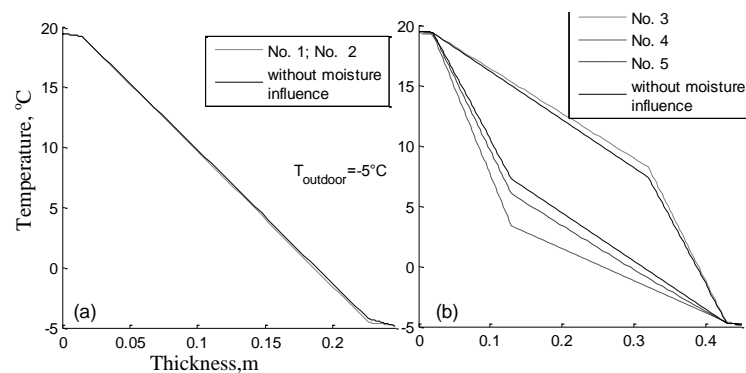 20
15
10
5
0
-5
Temperature, °C
No. 1; No. 2
without moisture
influence
T_outdoor=-5°C
(a)
0
0.05
0.1
0.15
0.2
Thickness,m
20
15
10
5
0
-5
No. 3
No. 4
No. 5
without moisture
influence
(b)
0
0.1
0.2
0.3
0.4